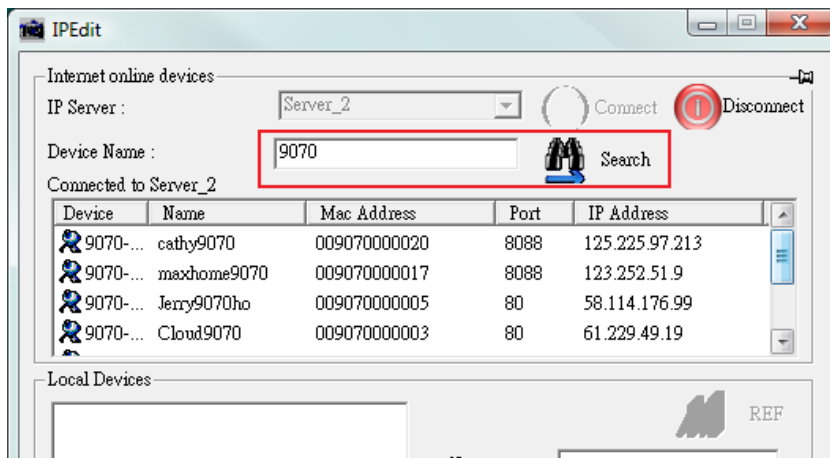 IPEdit
Internet online devices
IP Server : Server_2 Connect Disconnect
Device Name : 9070 Search
Connected to Server_2
Device Name Mac Address Port IP Address
9070-... cathy9070 009070000020 8088 125.225.97.213
9070-... maxhome9070 009070000017 8088 123.252.51.9
9070-... Jerry9070ho 009070000005 80 58.114.176.99
9070-... Cloud9070 009070000003 80 61.229.49.19
Local Devices
REF